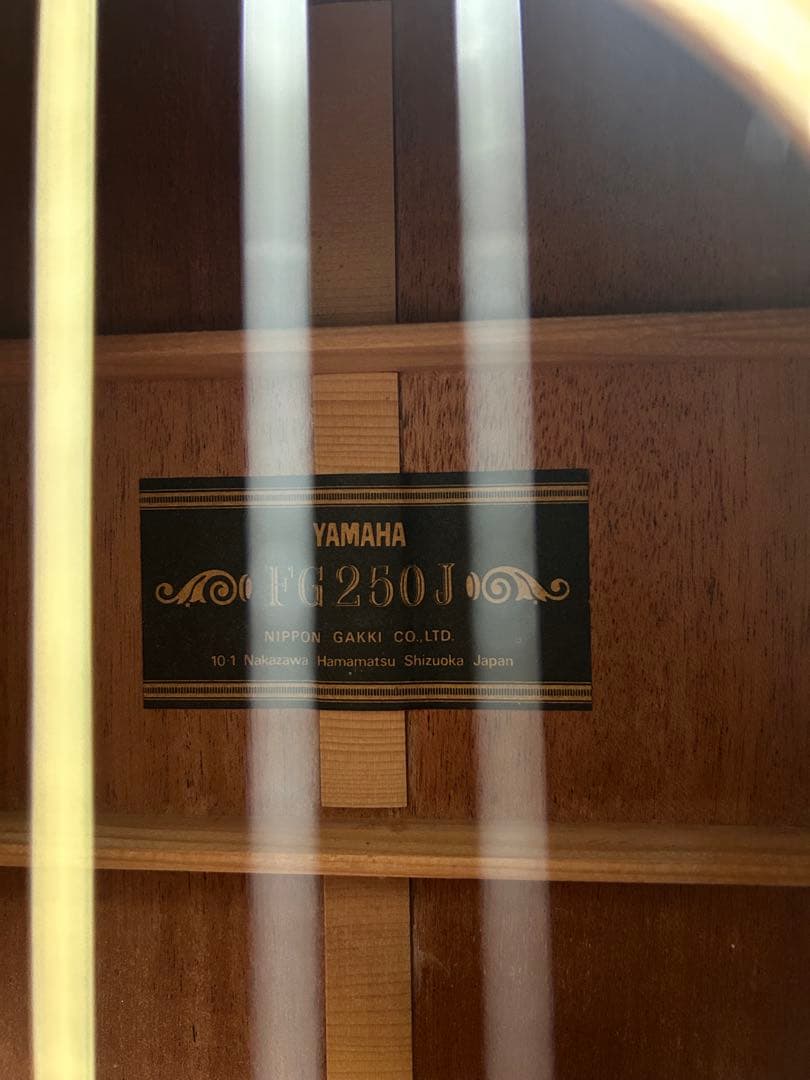 YAMAHA
FG250J
NIPPON GAKKI CO.,LTD.
10-1 Nakazawa Hamamatsu Shizuoka Japan